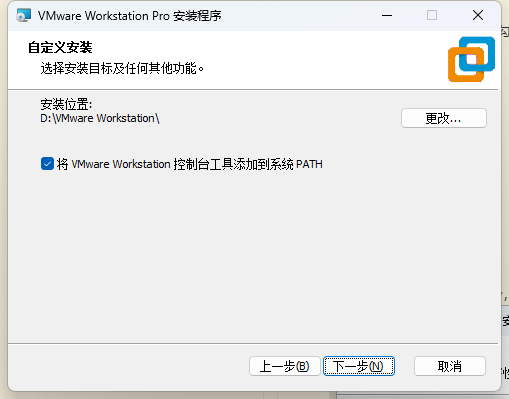 VMware Workstation Pro 安装程序
自定义安装
选择安装目标及任何其他功能。
安装位置:
D:\VMware Workstation\
更改...
将 VMware Workstation 控制台工具添加到系统 PATH
上一步(B)
下一步(N)
取消